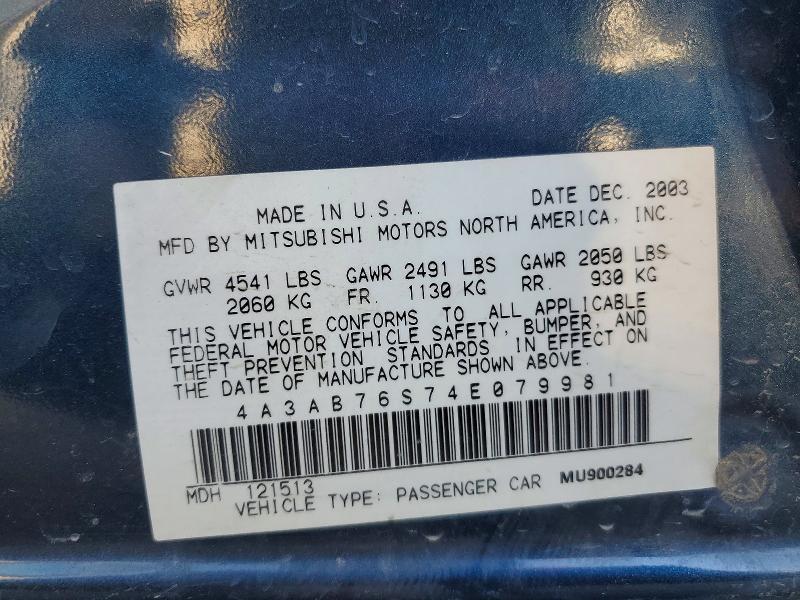 MADE IN U.S.A. DATE DEC. 2003
MFD BY MITSUBISHI MOTORS NORTH AMERICA, INC.
GVWR 4541 LBS GAWR 2491 LBS GAWR 2050 LBS
2060 KG FR. 1130 KG RR. 930 KG
THIS VEHICLE CONFORMS TO ALL APPLICABLE
FEDERAL MOTOR VEHICLE SAFETY, BUMPER, AND
THEFT PREVENTION STANDARDS IN EFFECT ON
THE DATE OF MANUFACTURE SHOWN ABOVE.
4A3AB76S74E079981
MDH 121513
VEHICLE TYPE: PASSENGER CAR MU900284